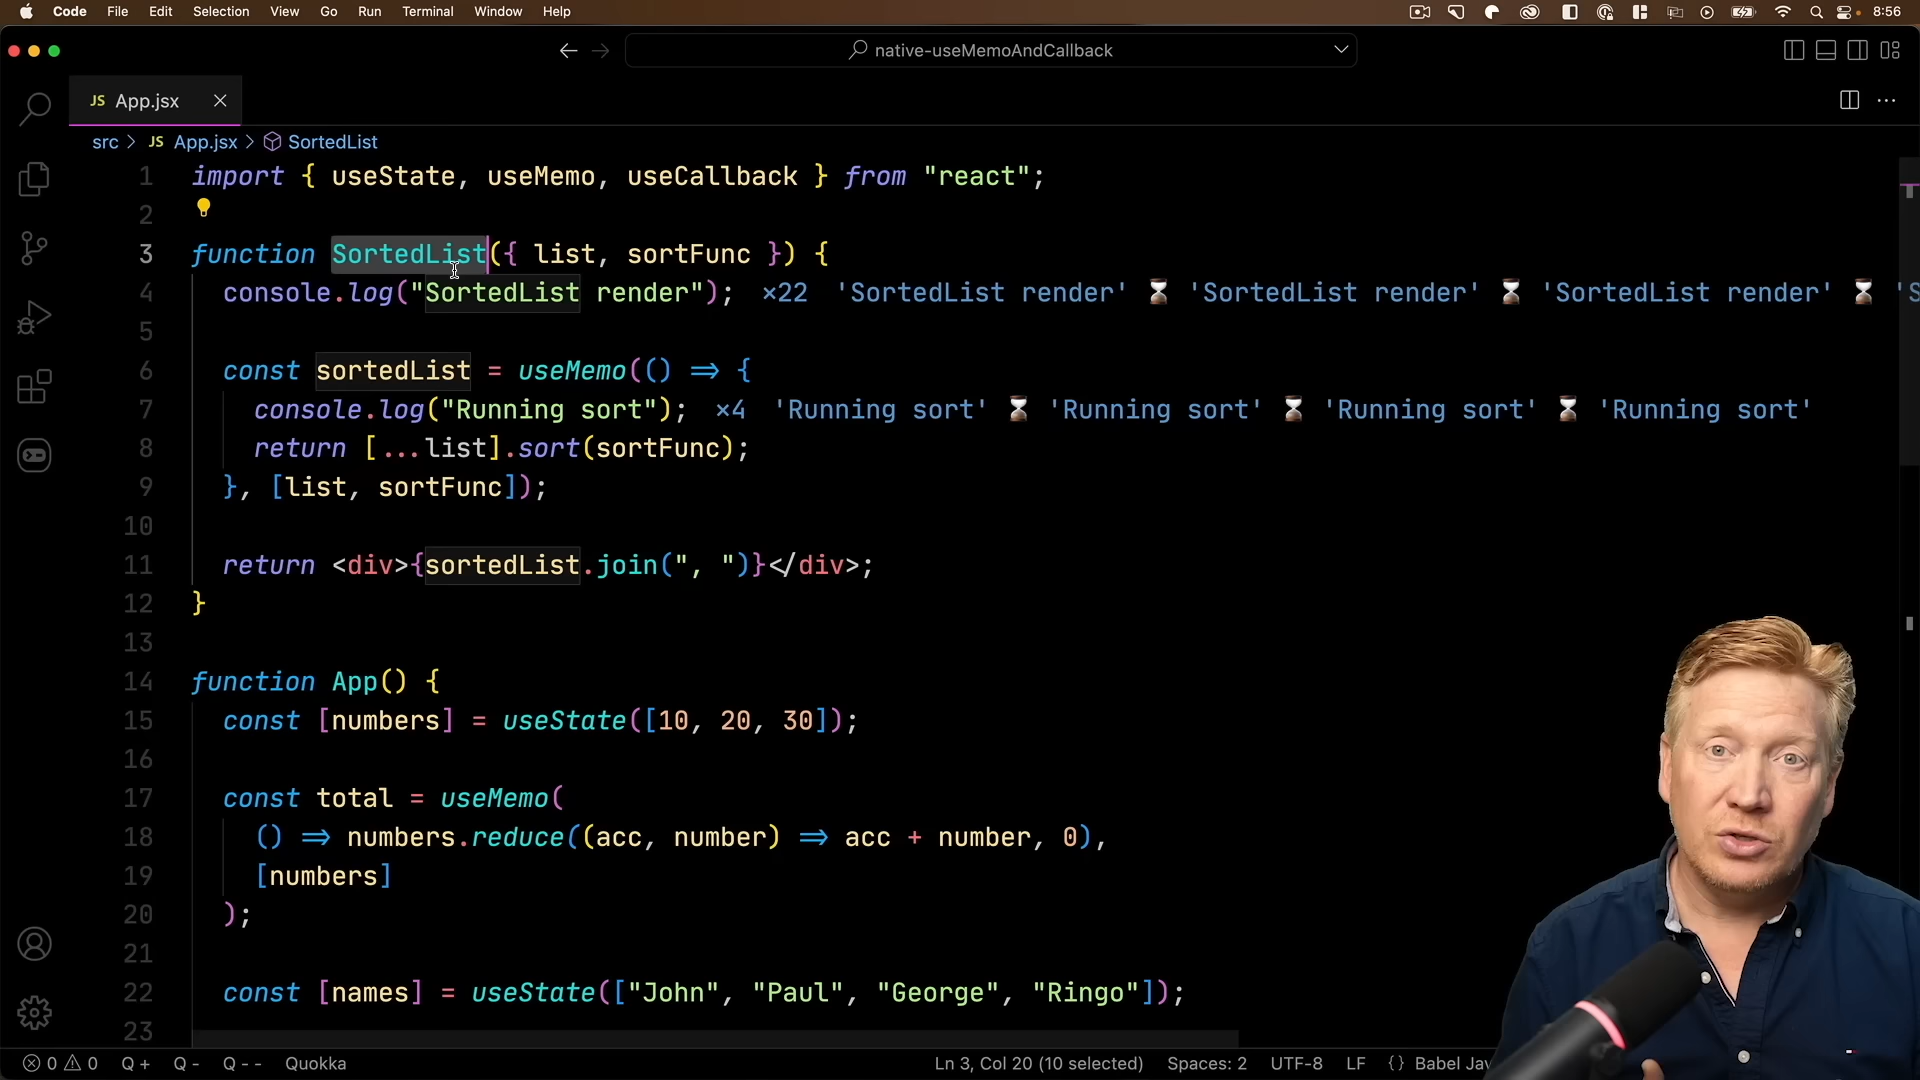 Code File Edit Selection View Go Run Terminal Window Help 8:56
native-useMemoAndCallback
JS App.jsx
src > JS App.jsx > SortedList
1 import { useState, useMemo, useCallback } from "react";
2
3 function SortedList({ list, sortFunc }) {
4 console.log("SortedList render"); ×22 'SortedList render' ⌛ 'SortedList render' ⌛ 'SortedList render' ⌛ 'S
5
6 const sortedList = useMemo(() => {
7 console.log("Running sort"); ×4 'Running sort' ⌛ 'Running sort' ⌛ 'Running sort' ⌛ 'Running sort'
8 return [...list].sort(sortFunc);
9 }, [list, sortFunc]);
10
11 return <div>{sortedList.join(", ")}</div>;
12 }
13
14 function App() {
15 const [numbers] = useState([10, 20, 30]);
16
17 const total = useMemo(
18 () => numbers.reduce((acc, number) => acc + number, 0),
19 [numbers]
20 );
21
22 const [names] = useState(["John", "Paul", "George", "Ringo"]);
23
0 0 Q + Q - Q - - Quokka Ln 3, Col 20 (10 selected) Spaces: 2 UTF-8 LF {} Babel Jav